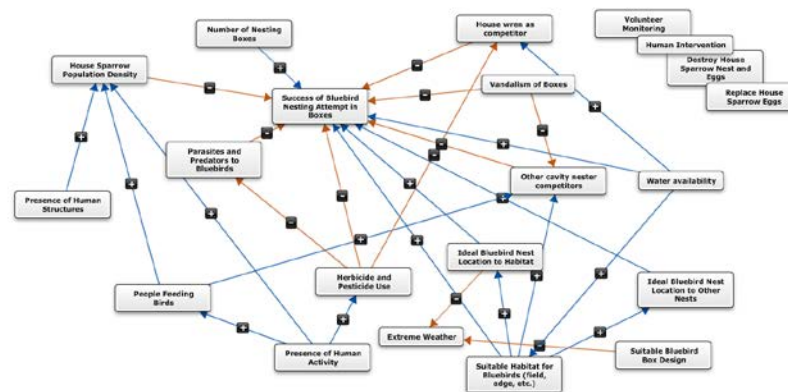 Number of Nesting
Boxes
House wren as
competitor
Volunteer
Monitoring
Human Intervention
Destroy House
Sparrow Nest and
Eggs
Replace House
Sparrow Eggs
House Sparrow
Population Density
Success of Bluebird
Nesting Attempt in
Boxes
Vandalism of Boxes
Parasites and
Predators to
Bluebirds
Other cavity nester
competitors
Water availability
Presence of Human
Structures
Ideal Bluebird Nest
Location to Habitat
Herbicide and
Pesticide Use
Ideal Bluebird Nest
Location to Other
Nests
People Feeding
Birds
Extreme Weather
Presence of Human
Activity
Suitable Habitat for
Bluebirds (field,
edge, etc.)
Suitable Bluebird
Box Design